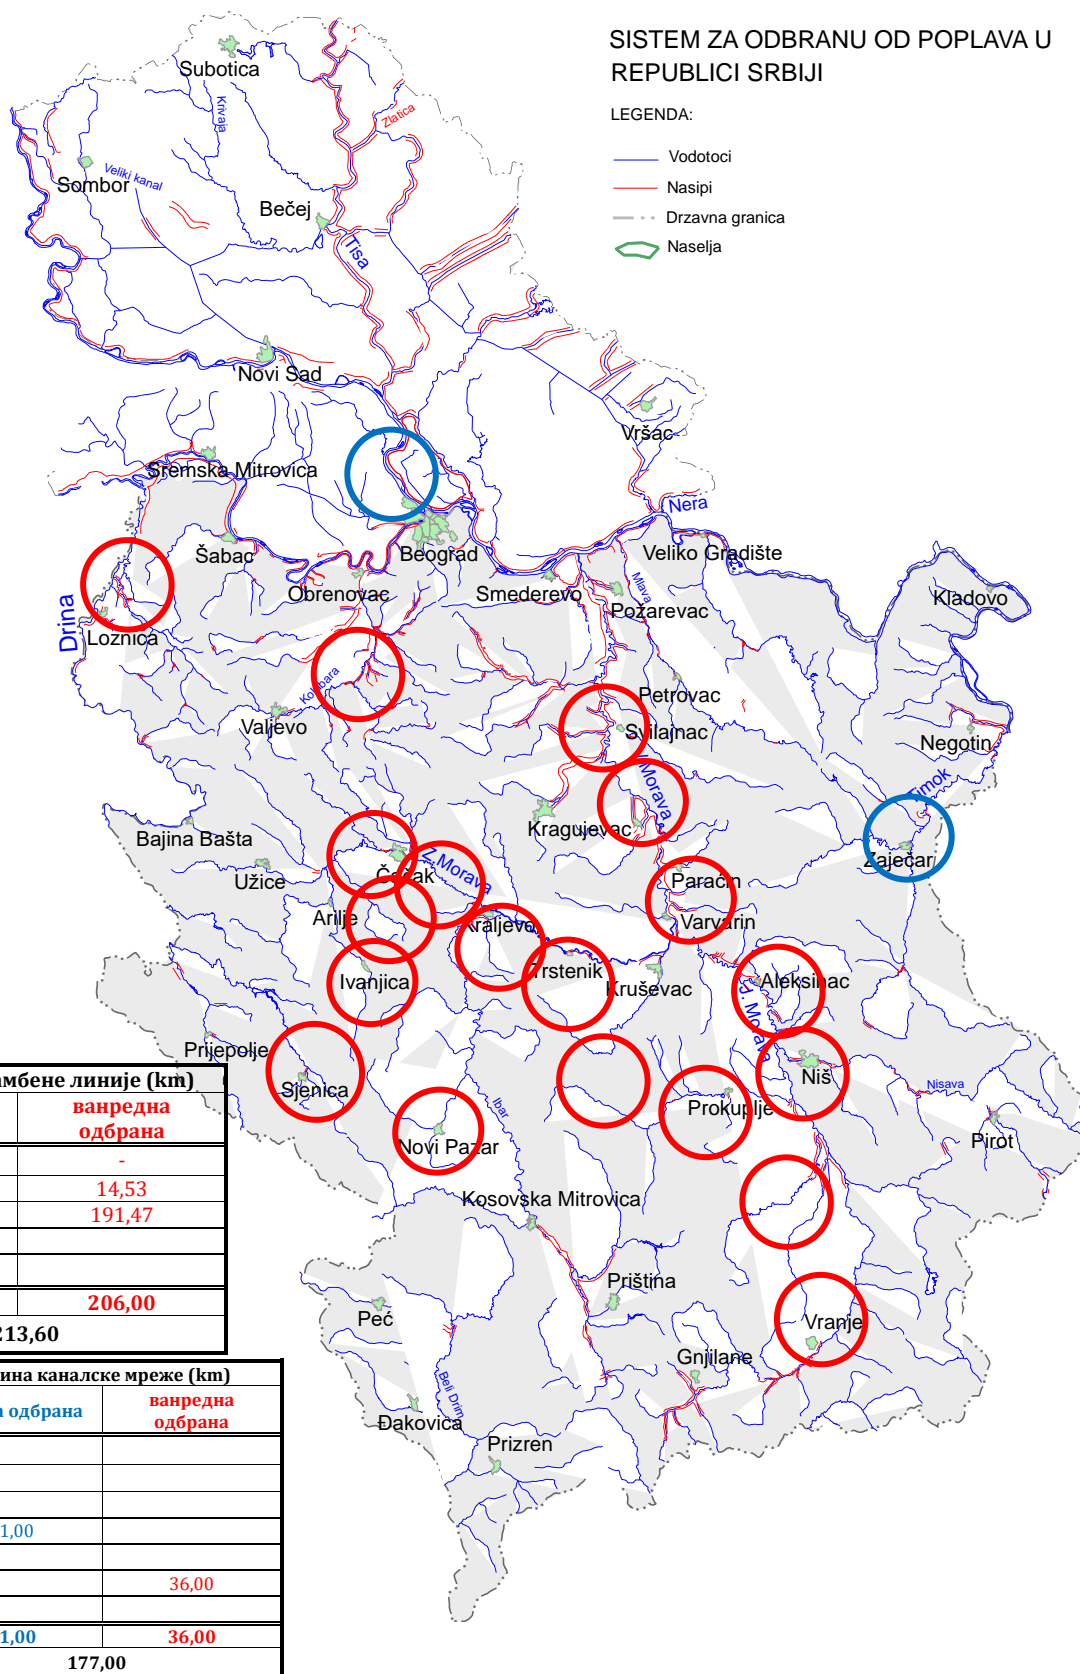 SISTEM ZA ODBRANU OD POPLAVA U
REPUBLICI SRBIJI
LEGENDA:
Vodotoci
Nasipi
Drzavna granica
Naselja
Subotica
Krivaja
Zlatica
Sombor
Veliki kanal
Bečej
Tisa
Novi Sad
Vršac
Sremska Mitrovica
Nera
Šabac
Beograd
Veliko Gradište
Obrenovac
Smederevo
Mlava
Požarevac
Kladovo
Drina
Loznica
Kolubara
Petrovac
Valjevo
Svilajnac
Negotin
Morava
Timok
Bajina Bašta
Kragujevac
Zaječar
Čačak
Z.Morava
Užice
Paraćin
Arilje
Kraljevo
Varvarin
Ivanjica
Trstenik
Kruševac
Aleksinac
J. Morava
Prijepolje
Sjenica
Niš
Nisava
Ibar
Prokuplje
Novi Pazar
Pirot
Kosovska Mitrovica
Priština
Peć
Vranje
Gnjilane
Beli Drim
Đakovica
Prizren
линије (km)
ванредна
одбрана
-
14,53
191,47
206,00
213,60
каналске мреже (km)
одбрана
ванредна
одбрана
1,00
36,00
1,00
36,00
177,00